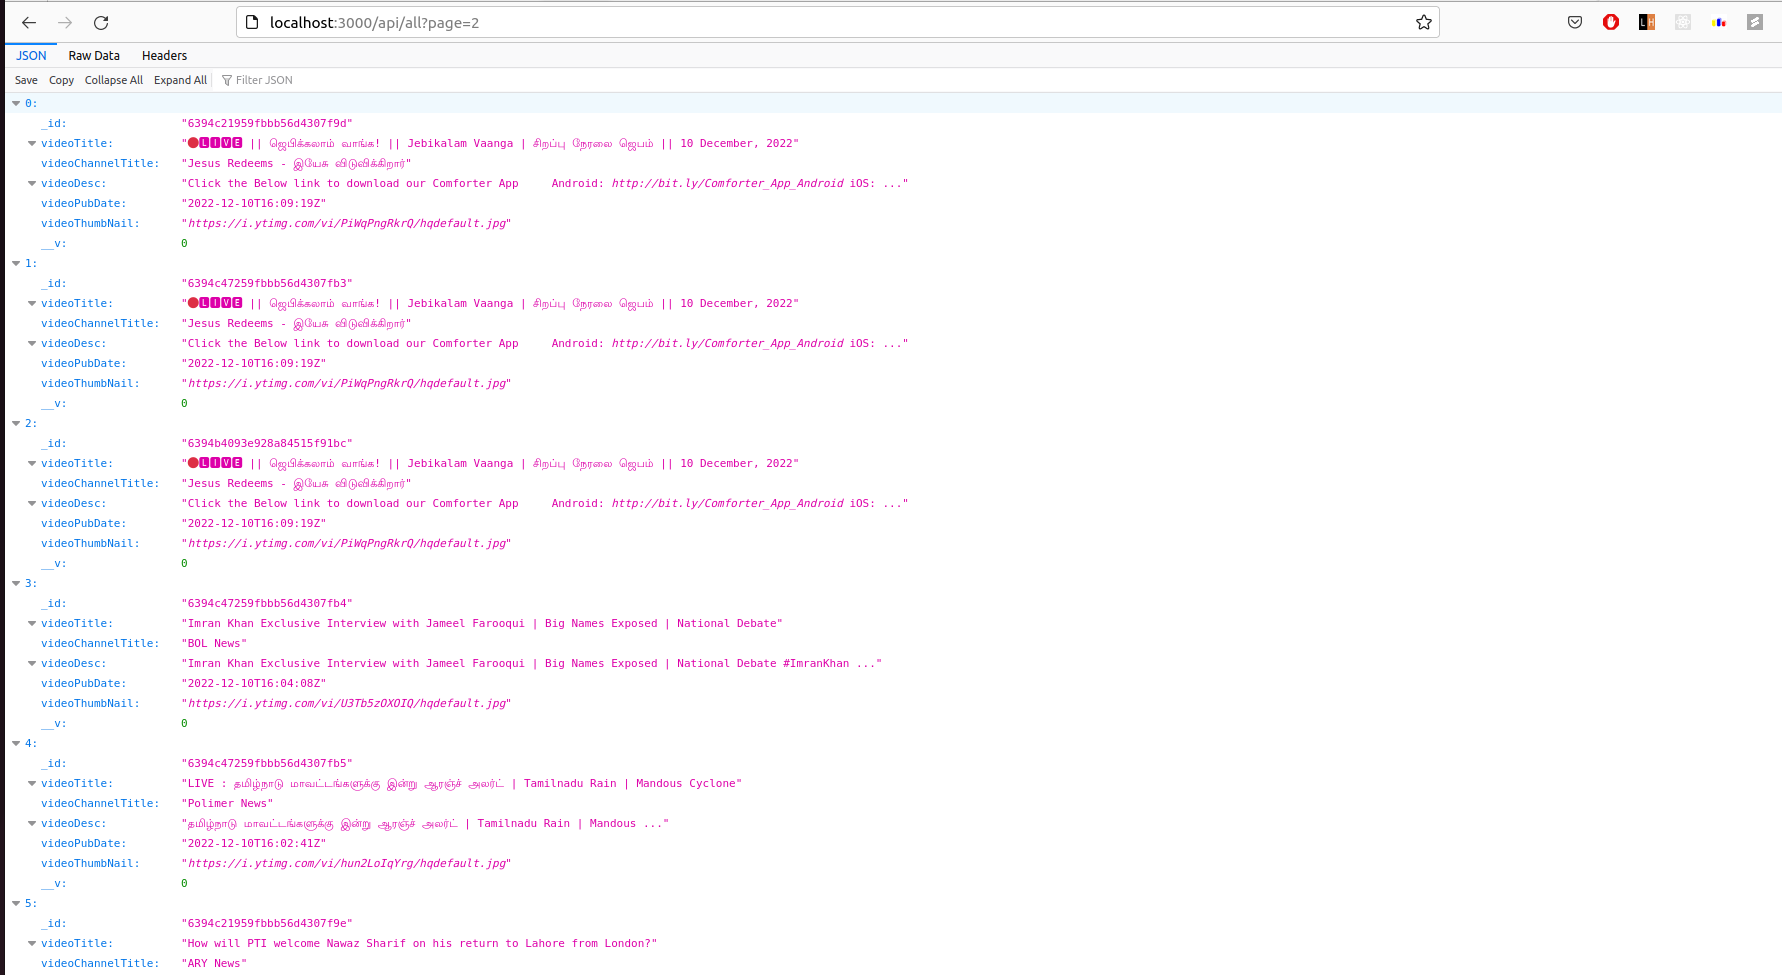 localhost:3000/api/all?page=2
JSON Raw Data Headers
Save Copy Collapse All Expand All Filter JSON
0:
_id: "6394c21959fbbb56d4307f9d"
videoTitle: "🔴🅻🅸🆅🅴 || ஜெபிக்கலாம் வாங்க! || Jebikalam Vaanga | சிறப்பு நேரலை ஜெபம் || 10 December, 2022"
videoChannelTitle: "Jesus Redeems - இயேசு விடுவிக்கிறார்"
videoDesc: "Click the Below link to download our Comforter App Android: http://bit.ly/Comforter_App_Android iOS: ..."
videoPubDate: "2022-12-10T16:09:19Z"
videoThumbNail: "https://i.ytimg.com/vi/PiWqPngRkrQ/hqdefault.jpg"
__v: 0
1:
_id: "6394c47259fbbb56d4307fb3"
videoTitle: "🔴🅻🅸🆅🅴 || ஜெபிக்கலாம் வாங்க! || Jebikalam Vaanga | சிறப்பு நேரலை ஜெபம் || 10 December, 2022"
videoChannelTitle: "Jesus Redeems - இயேசு விடுவிக்கிறார்"
videoDesc: "Click the Below link to download our Comforter App Android: http://bit.ly/Comforter_App_Android iOS: ..."
videoPubDate: "2022-12-10T16:09:19Z"
videoThumbNail: "https://i.ytimg.com/vi/PiWqPngRkrQ/hqdefault.jpg"
__v: 0
2:
_id: "6394b4093e928a84515f91bc"
videoTitle: "🔴🅻🅸🆅🅴 || ஜெபிக்கலாம் வாங்க! || Jebikalam Vaanga | சிறப்பு நேரலை ஜெபம் || 10 December, 2022"
videoChannelTitle: "Jesus Redeems - இயேசு விடுவிக்கிறார்"
videoDesc: "Click the Below link to download our Comforter App Android: http://bit.ly/Comforter_App_Android iOS: ..."
videoPubDate: "2022-12-10T16:09:19Z"
videoThumbNail: "https://i.ytimg.com/vi/PiWqPngRkrQ/hqdefault.jpg"
__v: 0
3:
_id: "6394c47259fbbb56d4307fb4"
videoTitle: "Imran Khan Exclusive Interview with Jameel Farooqui | Big Names Exposed | National Debate"
videoChannelTitle: "BOL News"
videoDesc: "Imran Khan Exclusive Interview with Jameel Farooqui | Big Names Exposed | National Debate #ImranKhan ..."
videoPubDate: "2022-12-10T16:04:08Z"
videoThumbNail: "https://i.ytimg.com/vi/U3Tb5zOXOIQ/hqdefault.jpg"
__v: 0
4:
_id: "6394c47259fbbb56d4307fb5"
videoTitle: "LIVE : தமிழ்நாடு மாவட்டங்களுக்கு இன்று ஆரஞ்ச் அலர்ட் | Tamilnadu Rain | Mandous Cyclone"
videoChannelTitle: "Polimer News"
videoDesc: "தமிழ்நாடு மாவட்டங்களுக்கு இன்று ஆரஞ்ச் அலர்ட் | Tamilnadu Rain | Mandous ..."
videoPubDate: "2022-12-10T16:02:41Z"
videoThumbNail: "https://i.ytimg.com/vi/hun2LoIqYrg/hqdefault.jpg"
__v: 0
5:
_id: "6394c21959fbbb56d4307f9e"
videoTitle: "How will PTI welcome Nawaz Sharif on his return to Lahore from London?"
videoChannelTitle: "ARY News"